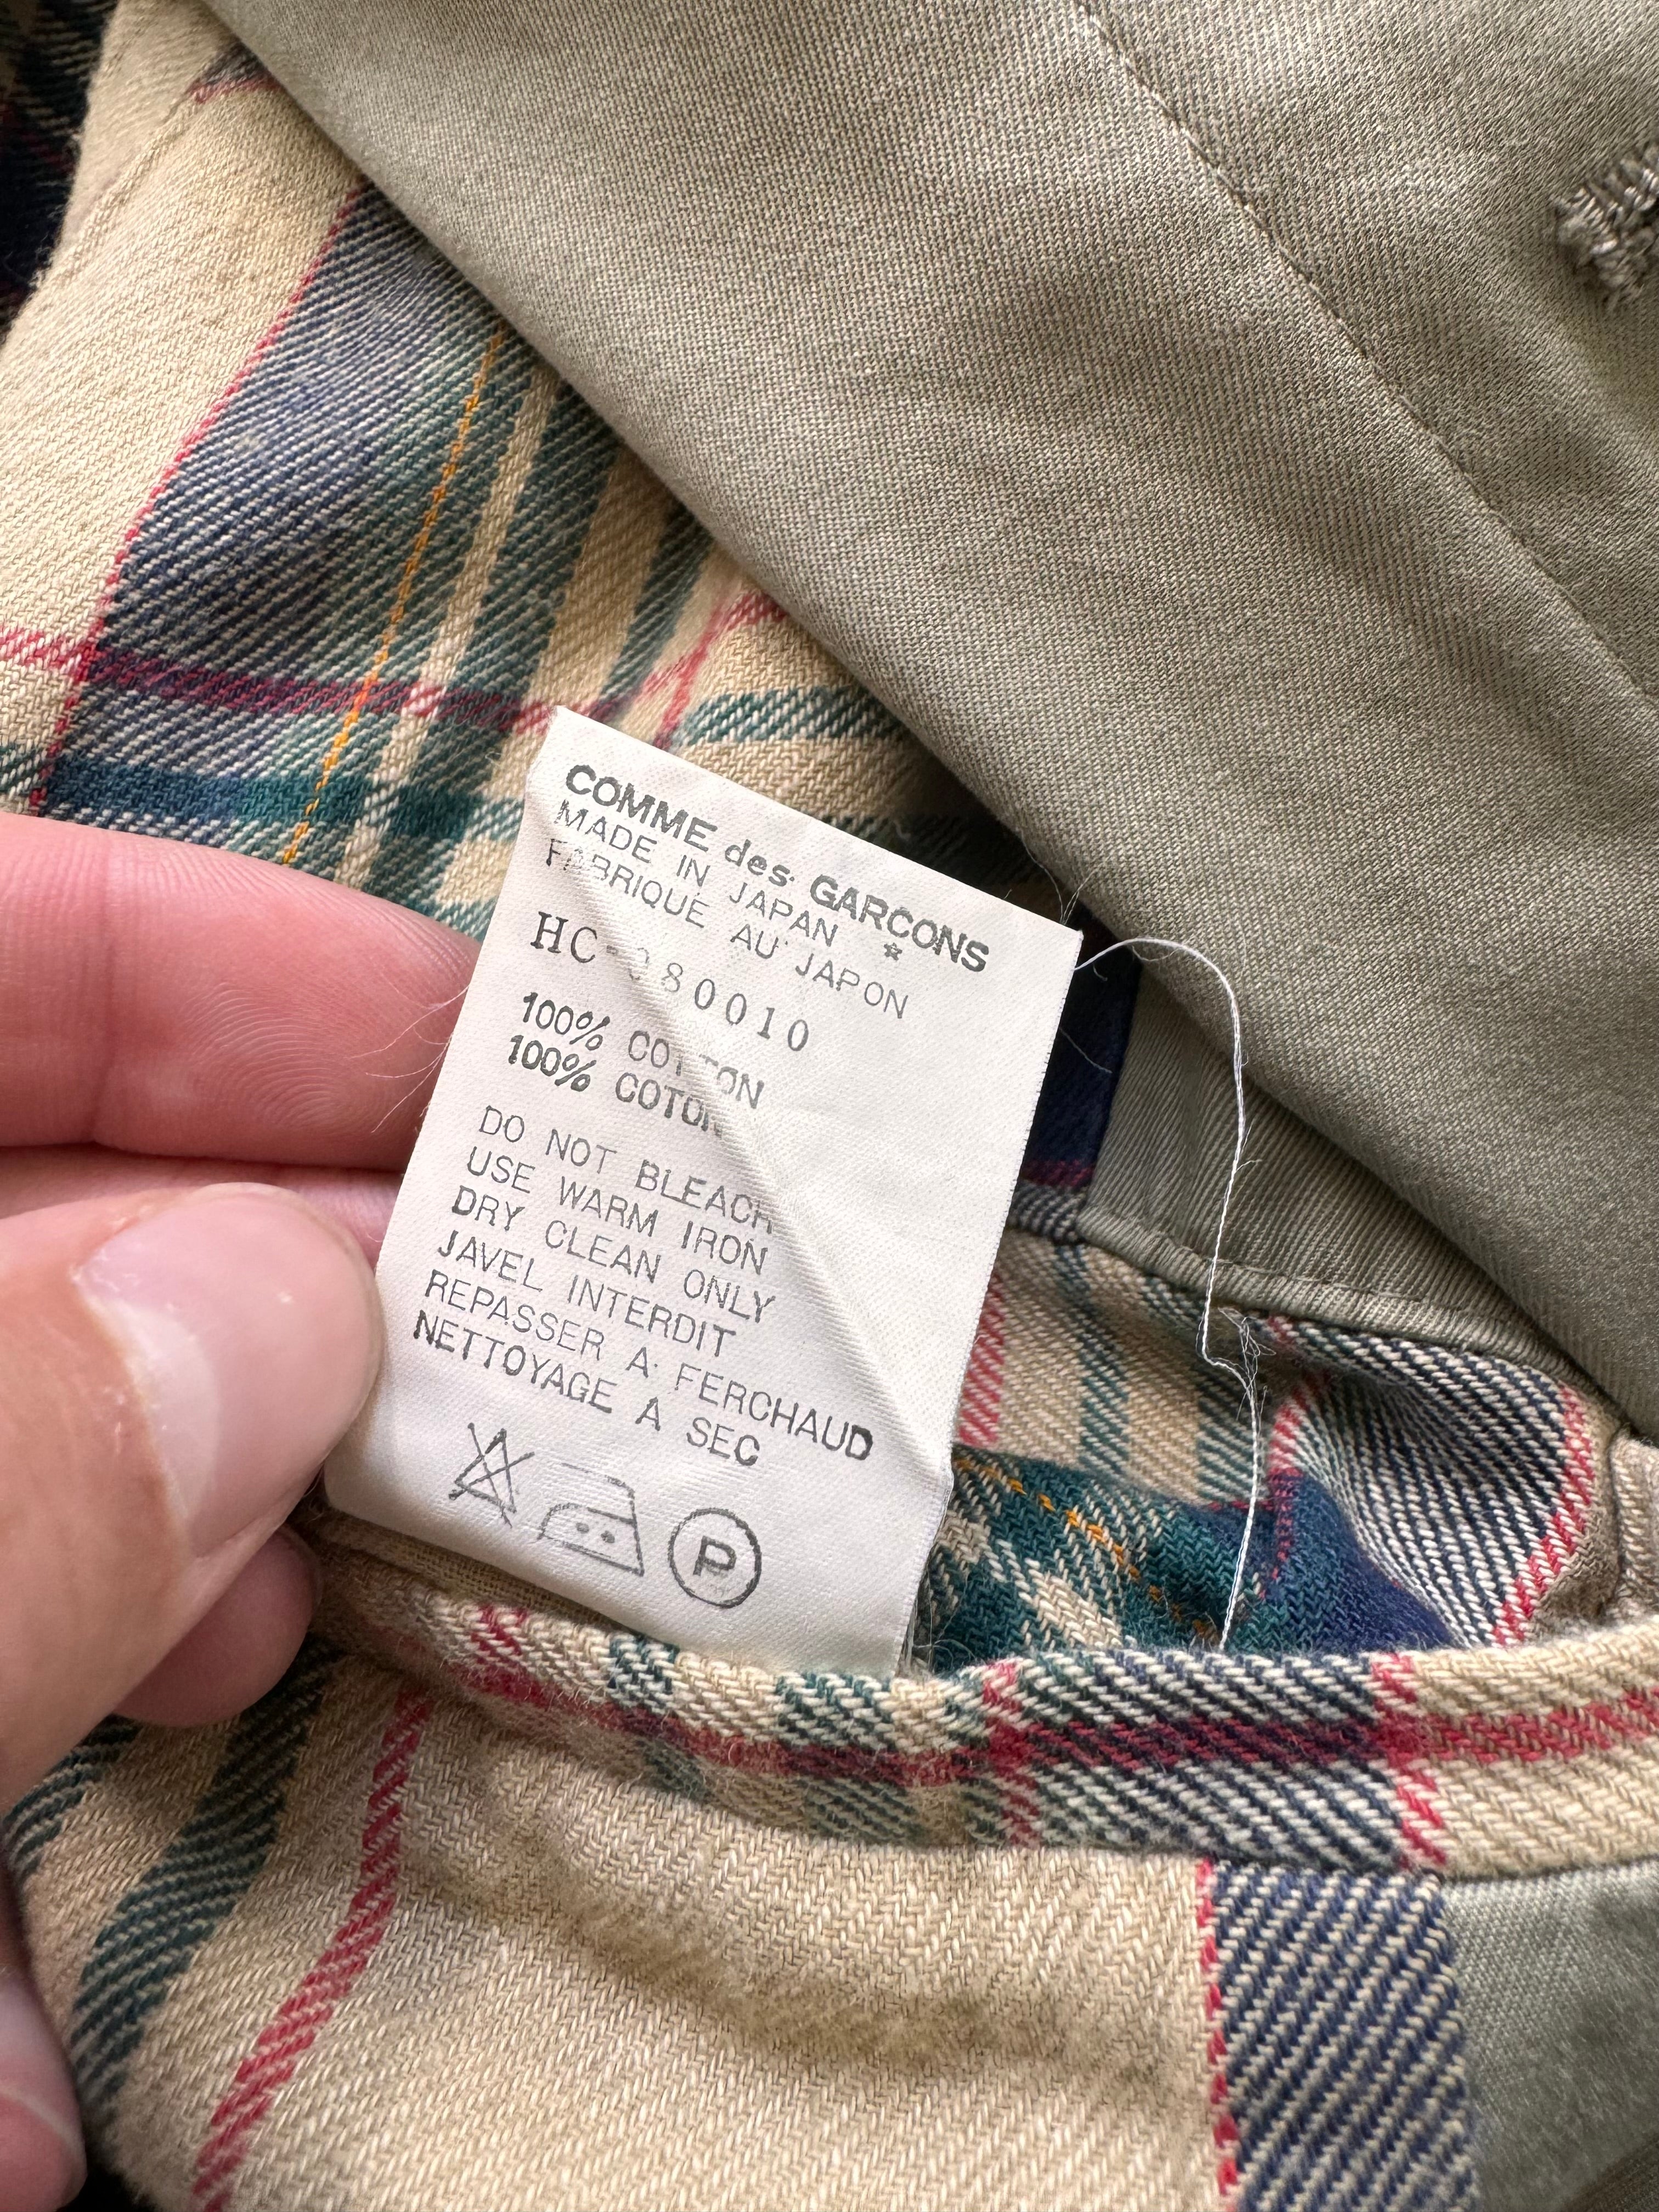 COMME des GARCONS
MADE IN JAPAN *
FABRIQUE AU JAPON
HC-080010
100% COTTON
100% COTON
DO NOT BLEACH
USE WARM IRON
DRY CLEAN ONLY
JAVEL INTERDIT
REPASSER A FERCHAUD
NETTOYAGE A SEC
P